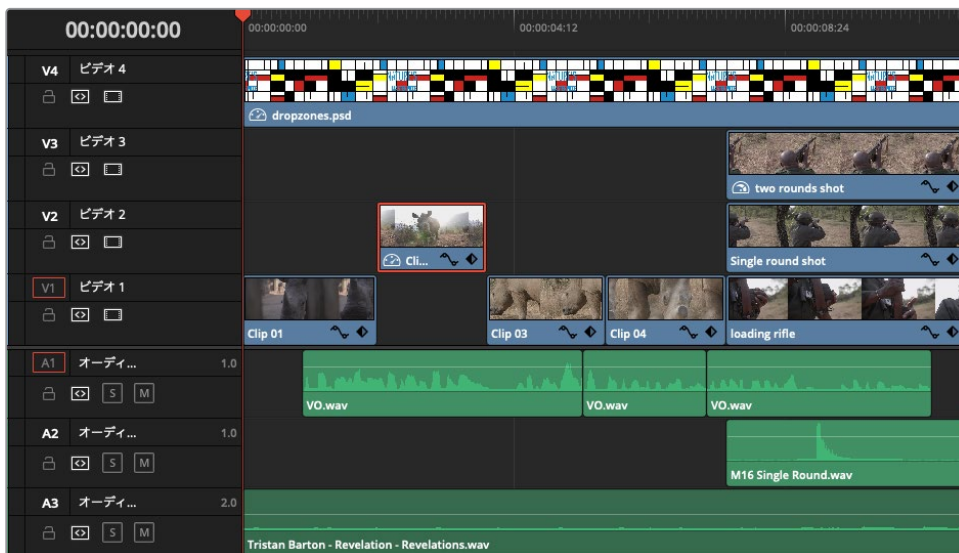 00:00:00:00
00:00:00:00
00:00:04:12
00:00:08:24
V4 ビデオ 4
dropzones.psd
V3 ビデオ 3
two rounds shot
V2 ビデオ 2
Cli...
Single round shot
V1 ビデオ 1
Clip 01
Clip 03
Clip 04
loading rifle
A1 オーディ... 1.0
S M
VO.wav
VO.wav
VO.wav
A2 オーディ... 1.0
S M
M16 Single Round.wav
A3 オーディ... 2.0
S M
Tristan Barton - Revelation - Revelations.wav